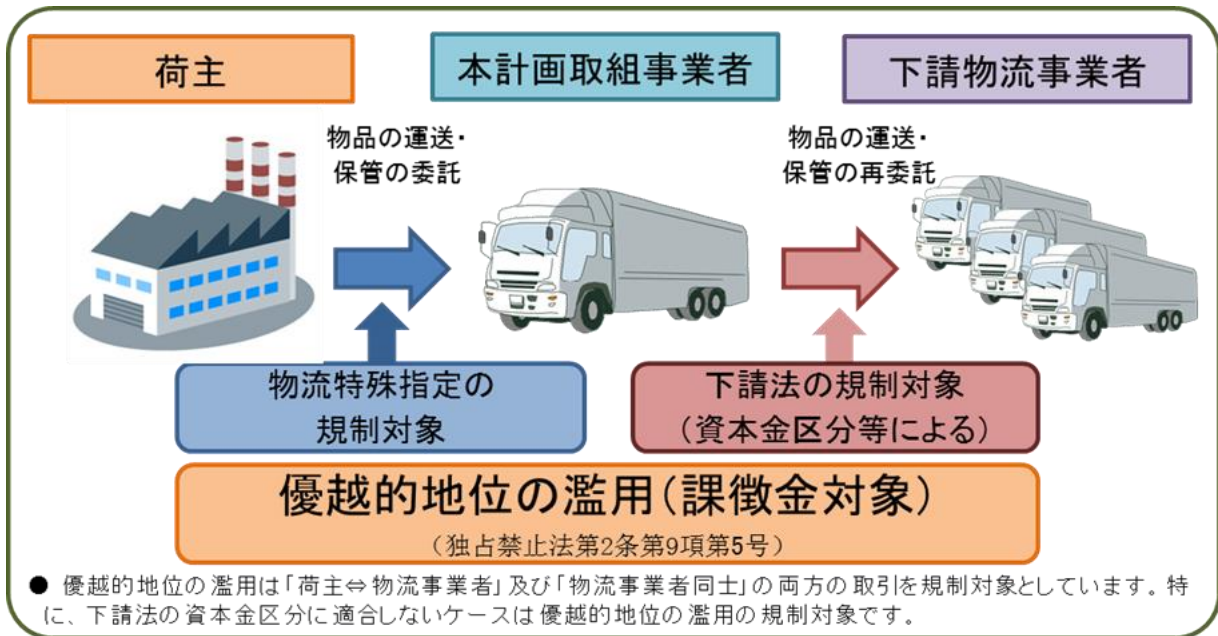 荷主
本計画取組事業者
下請物流事業者
物品の運送・
保管の委託
物品の運送・
保管の再委託
物流特殊指定の
規制対象
下請法の規制対象
(資本金区分等による)
優越的地位の濫用(課徴金対象)
(独占禁止法第2条第9項第5号)
● 優越的地位の濫用は「荷主⇔物流事業者」及び「物流事業者同士」の両方の取引を規制対象としています。特
に、下請法の資本金区分に適合しないケースは優越的地位の濫用の規制対象です。